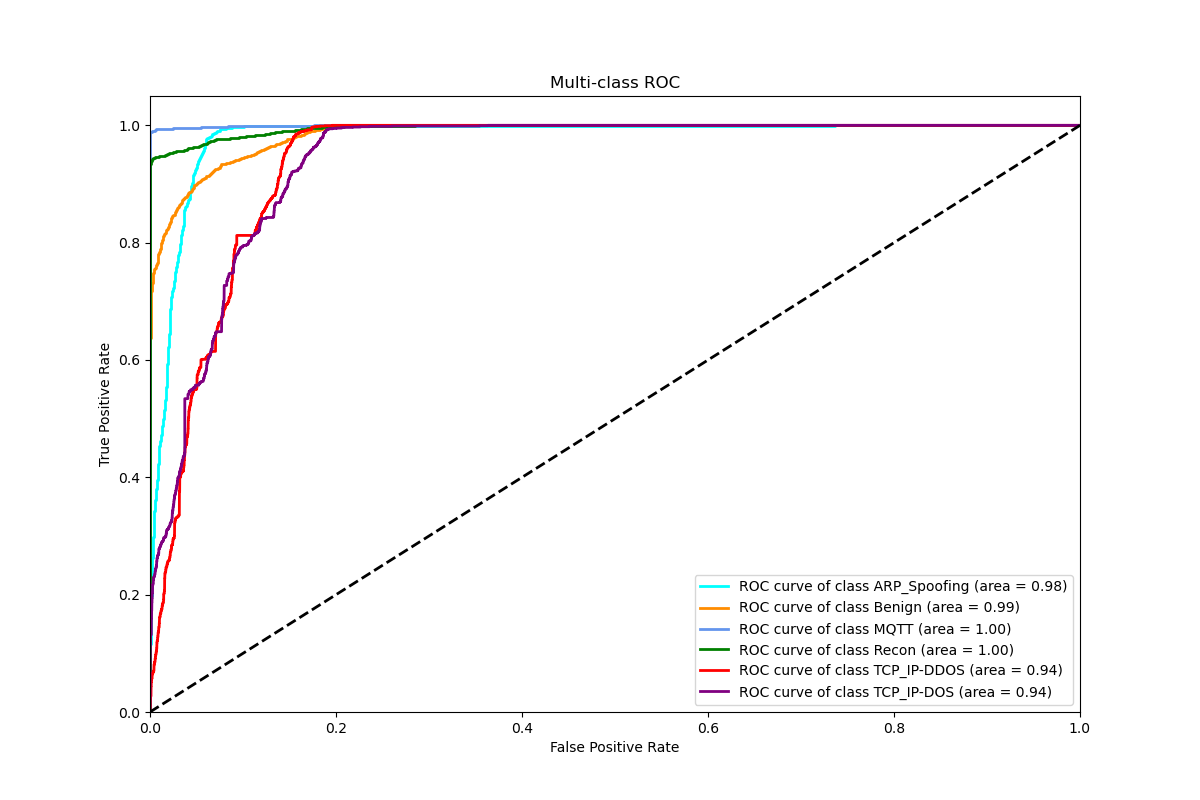 Multi-class ROC
1.0
0.8
0.6
0.4
0.2
0.0
True Positive Rate
0.0 0.2 0.4 0.6 0.8 1.0
False Positive Rate
ROC curve of class ARP_Spoofing (area = 0.98)
ROC curve of class Benign (area = 0.99)
ROC curve of class MQTT (area = 1.00)
ROC curve of class Recon (area = 1.00)
ROC curve of class TCP_IP-DDOS (area = 0.94)
ROC curve of class TCP_IP-DOS (area = 0.94)